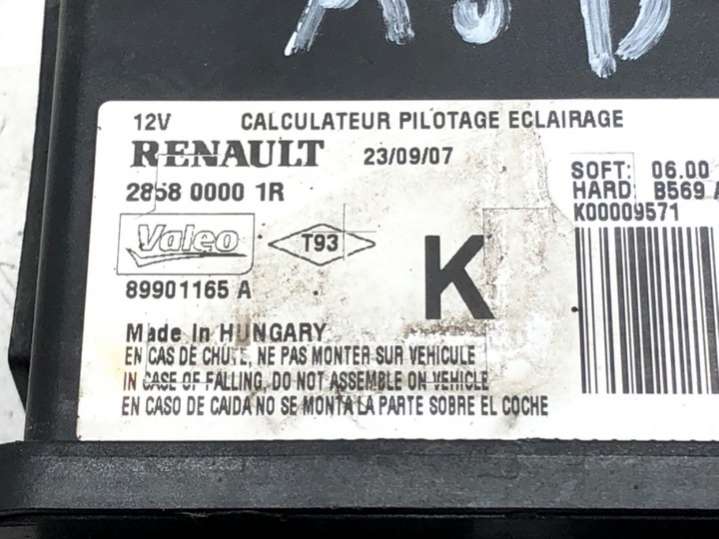 12V CALCULATEUR PILOTAGE ECLAIRAGE
RENAULT 23/09/07
2858 0000 1R
SOFT: 06.00
HARD: B569
K00009571
Valeo T93 K
89901165 A
Made In HUNGARY
EN CAS DE CHUTE, NE PAS MONTER SUR VEHICULE
IN CASE OF FALLING, DO NOT ASSEMBLE ON VEHICLE
EN CASO DE CAIDA NO SE MONTA LA PARTE SOBRE EL COCHE